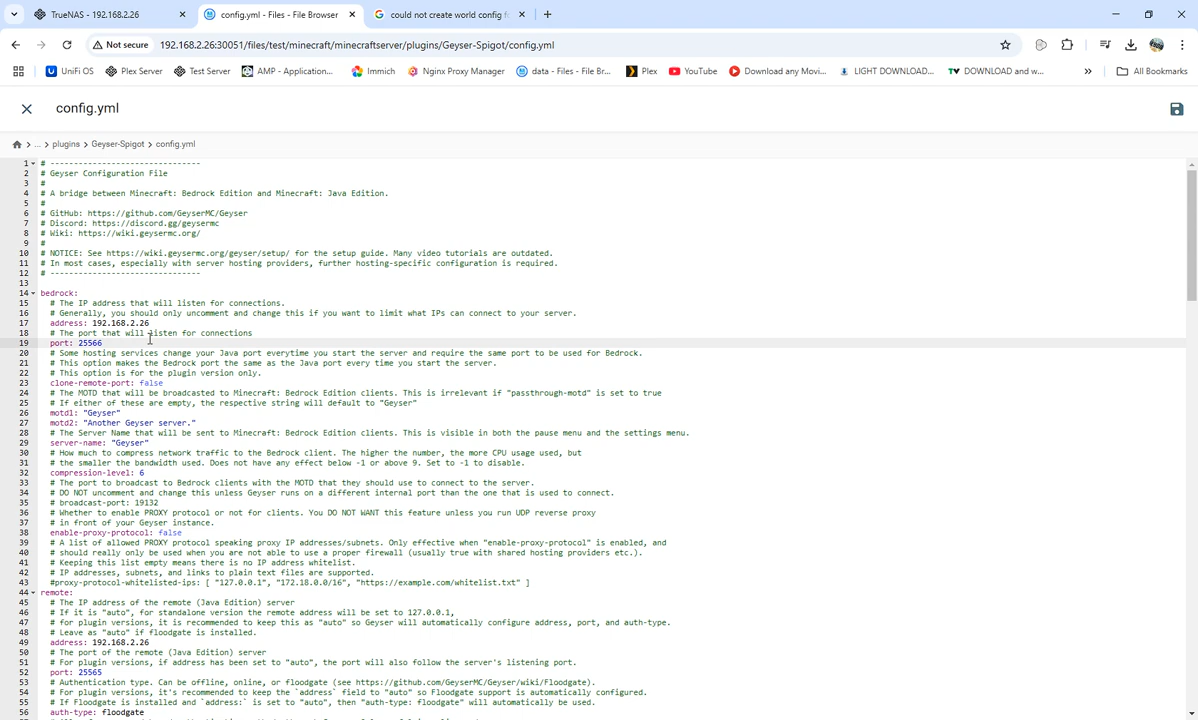 TrueNAS - 192.168.2.26
config.yml - Files - File Browser
could not create world config f
Not secure
192.168.2.26:30051/files/test/minecraft/minecraftserver/plugins/Geyser-Spigot/config.yml
UniFi OS
Plex Server
Test Server
AMP - Application...
Immich
Nginx Proxy Manager
data - Files - File Br...
Plex
YouTube
Download any Movi...
LIGHT DOWNLOAD...
DOWNLOAD and w...
All Bookmarks
config.yml
... plugins Geyser-Spigot config.yml
1 # --------------------------------
2 # Geyser Configuration File
3 #
4 # A bridge between Minecraft: Bedrock Edition and Minecraft: Java Edition.
5 #
6 # GitHub: https://github.com/GeyserMC/Geyser
7 # Discord: https://discord.gg/geysermc
8 # Wiki: https://wiki.geysermc.org/
9 #
10 # NOTICE: See https://wiki.geysermc.org/geyser/setup/ for the setup guide. Many video tutorials are outdated.
11 # In most cases, especially with server hosting providers, further hosting-specific configuration is required.
12 # --------------------------------
13
14 bedrock:
15 # The IP address that will listen for connections.
16 # Generally, you should only uncomment and change this if you want to limit what IPs can connect to your server.
17 address: 192.168.2.26
18 # The port that will listen for connections
19 port: 25566
20 # Some hosting services change your Java port everytime you start the server and require the same port to be used for Bedrock.
21 # This option makes the Bedrock port the same as the Java port every time you start the server.
22 # This option is for the plugin version only.
23 clone-remote-port: false
24 # The MOTD that will be broadcasted to Minecraft: Bedrock Edition clients. This is irrelevant if "passthrough-motd" is set to true
25 # If either of these are empty, the respective string will default to "Geyser"
26 motd1: "Geyser"
27 motd2: "Another Geyser server."
28 # The Server Name that will be sent to Minecraft: Bedrock Edition clients. This is visible in both the pause menu and the settings menu.
29 server-name: "Geyser"
30 # How much to compress network traffic to the Bedrock client. The higher the number, the more CPU usage used, but
31 # the smaller the bandwidth used. Does not have any effect below -1 or above 9. Set to -1 to disable.
32 compression-level: 6
33 # The port to broadcast to Bedrock clients with the MOTD that they should use to connect to the server.
34 # DO NOT uncomment and change this unless Geyser runs on a different internal port than the one that is used to connect.
35 # broadcast-port: 19132
36 # Whether to enable PROXY protocol or not for clients. You DO NOT WANT this feature unless you run UDP reverse proxy
37 # in front of your Geyser instance.
38 enable-proxy-protocol: false
39 # A list of allowed PROXY protocol speaking proxy IP addresses/subnets. Only effective when "enable-proxy-protocol" is enabled, and
40 # should really only be used when you are not able to use a proper firewall (usually true with shared hosting providers etc.).
41 # Keeping this list empty means there is no IP address whitelist.
42 # IP addresses, subnets, and links to plain text files are supported.
43 #proxy-protocol-whitelisted-ips: [ "127.0.0.1", "172.18.0.0/16", "https://example.com/whitelist.txt" ]
44 remote:
45 # The IP address of the remote (Java Edition) server
46 # If it is "auto", for standalone version the remote address will be set to 127.0.0.1,
47 # for plugin versions, it is recommended to keep this as "auto" so Geyser will automatically configure address, port, and auth-type.
48 # Leave as "auto" if floodgate is installed.
49 address: 192.168.2.26
50 # The port of the remote (Java Edition) server
51 # For plugin versions, if address has been set to "auto", the port will also follow the server's listening port.
52 port: 25565
53 # Authentication type. Can be offline, online, or floodgate (see https://github.com/GeyserMC/Geyser/wiki/Floodgate).
54 # For plugin versions, it's recommended to keep the `address` field to "auto" so Floodgate support is automatically configured.
55 # If Floodgate is installed and `address:` is set to "auto", then "auth-type: floodgate" will automatically be used.
56 auth-type: floodgate